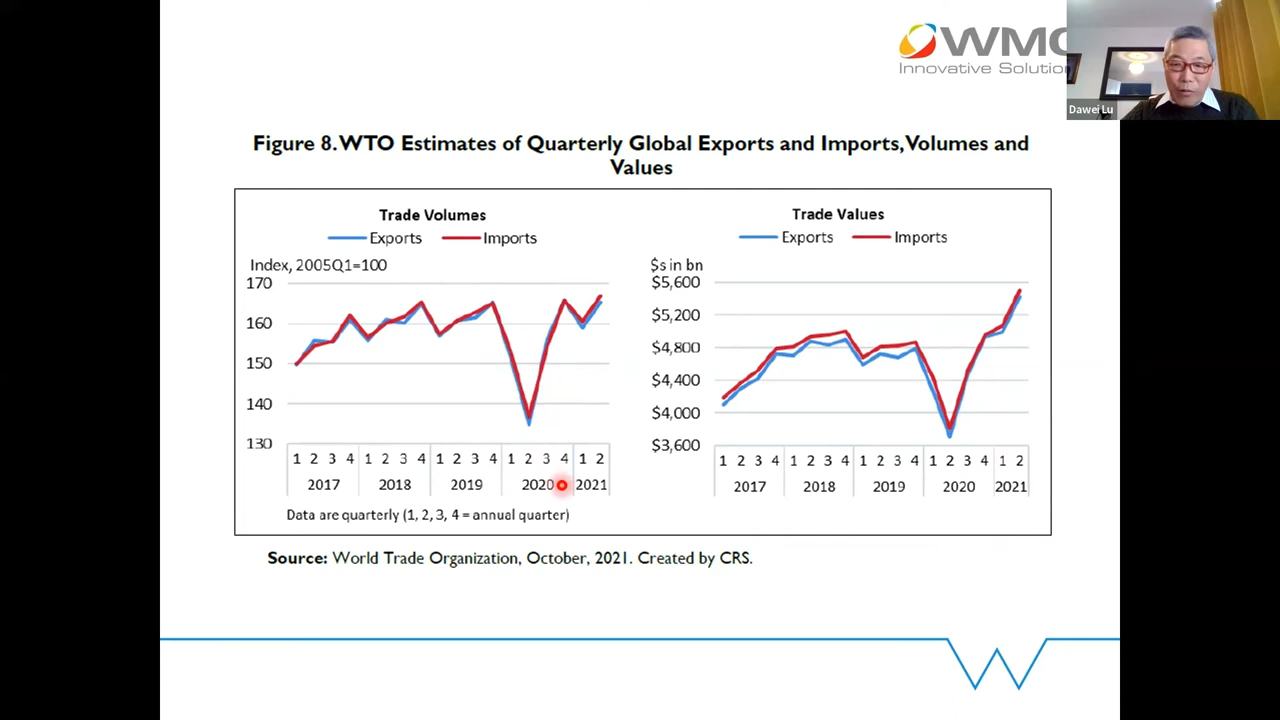 WMG
Innovative Solution
Dawei Lu
Figure 8. WTO Estimates of Quarterly Global Exports and Imports, Volumes and
Values
Trade Volumes
Exports Imports
Index, 2005Q1=100
170
160
150
140
130
1 2 3 4 1 2 3 4 1 2 3 4 1 2 3 4 1 2
2017 2018 2019 2020 2021
Data are quarterly (1, 2, 3, 4 = annual quarter)
Trade Values
Exports Imports
$s in bn
$5,600
$5,200
$4,800
$4,400
$4,000
$3,600
1 2 3 4 1 2 3 4 1 2 3 4 1 2 3 4 1 2
2017 2018 2019 2020 2021
Source: World Trade Organization, October, 2021. Created by CRS.